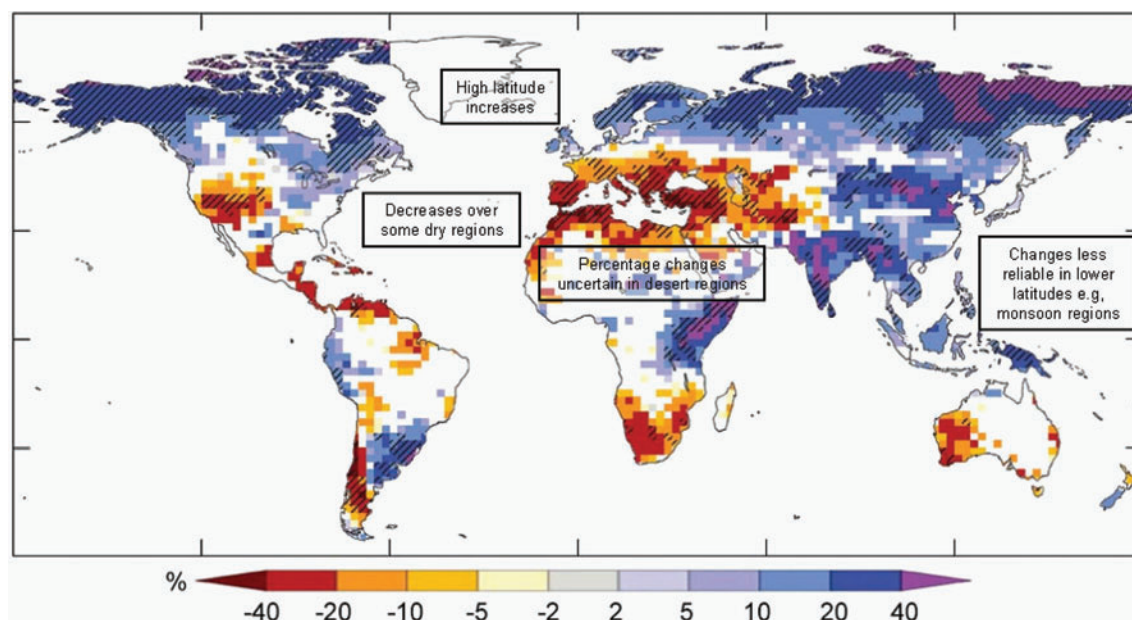 High latitude
increases
Decreases over
some dry regions
Percentage changes
uncertain in desert regions
Changes less
reliable in lower
latitudes e.g,
monsoon regions
% -40 -20 -10 -5 -2 2 5 10 20 40